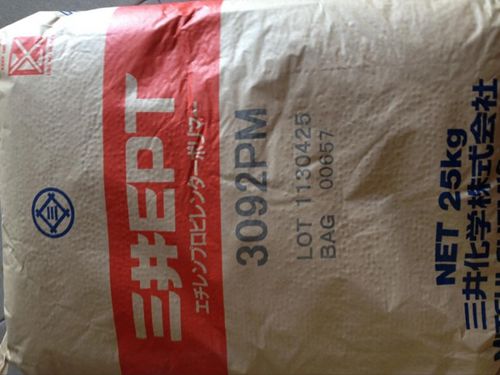 三井EPT
エチレンプロピレンターポリマー
3092PM
LOT 1130425
BAG 00657
NET 25kg
三井化学株式会社